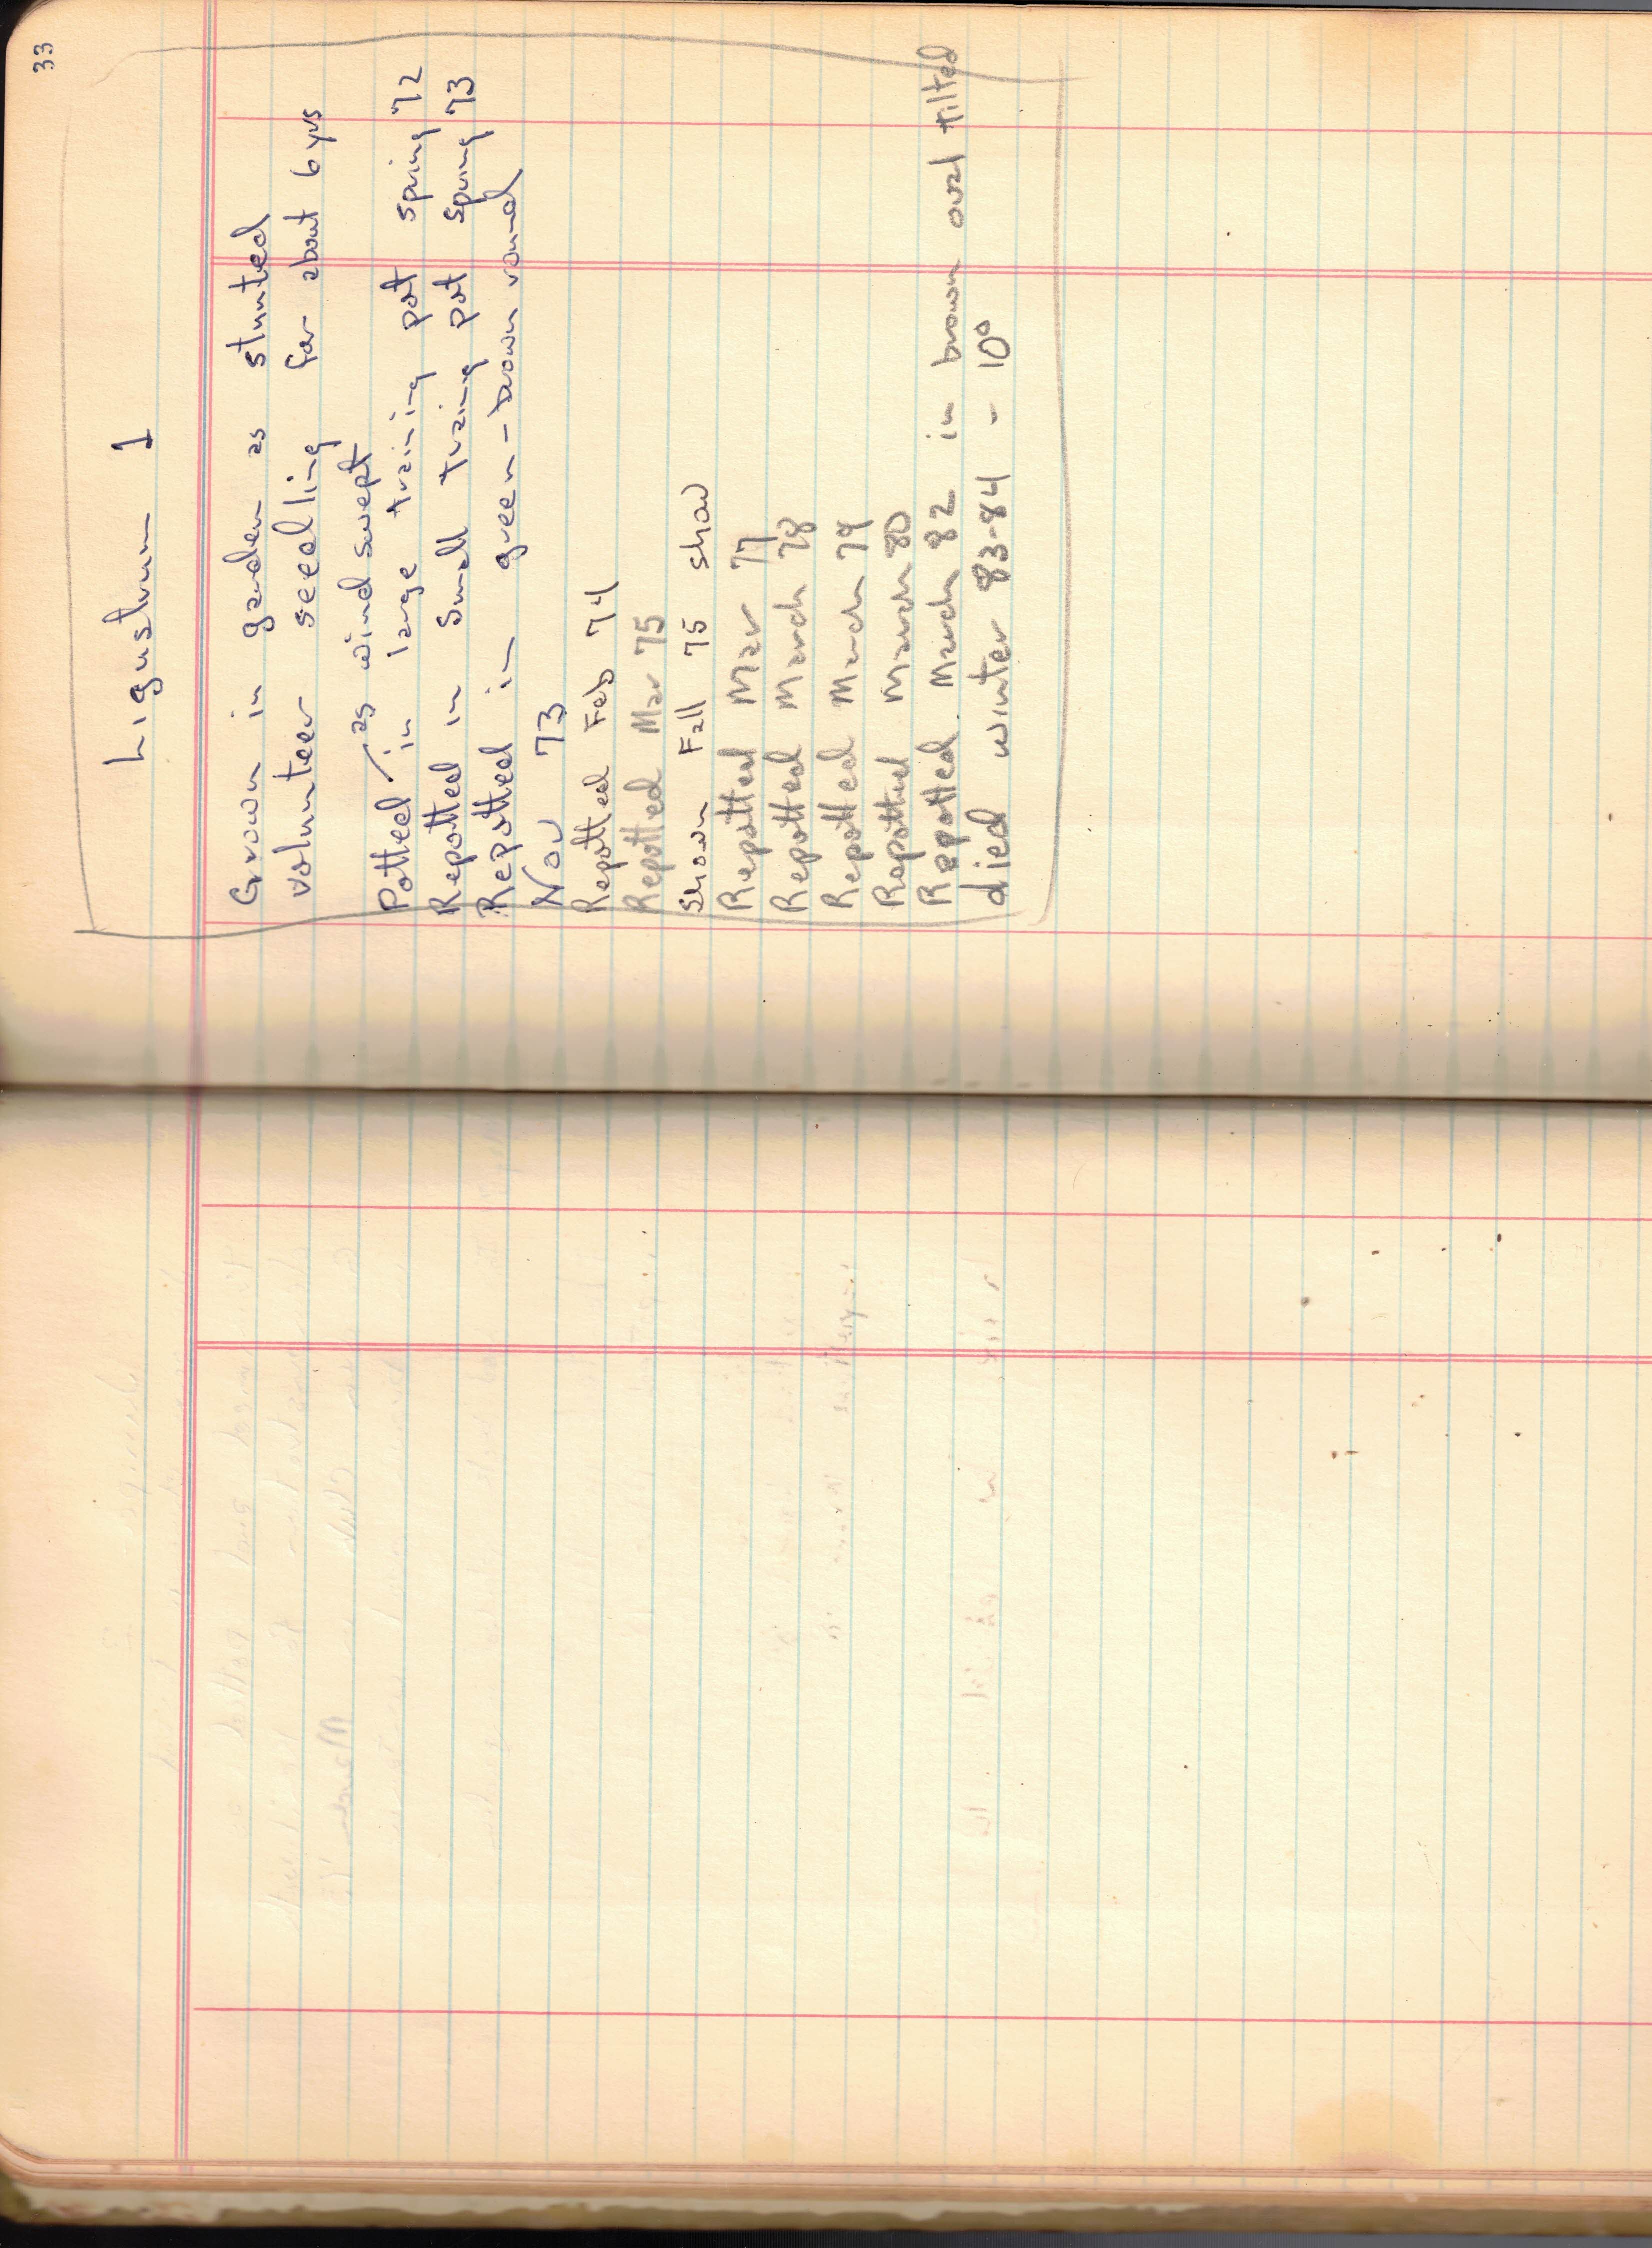 33
Ligustrum 1
Grown in garden as stunted
volunteer seedling for about 6 yrs
as wind swept
Potted in large training pot spring 72
Repotted in small traing pot spring 73
Repotted in green-brown round
Nov 73
Repotted Feb 74
Repotted Mar 75
Shown Fall 75 show
Repotted Mar 77
Repotted March 78
Repotted March 79
Repotted March 80
Repotted. March 82 in brown oval tilted
died winter 83-84 - 10°